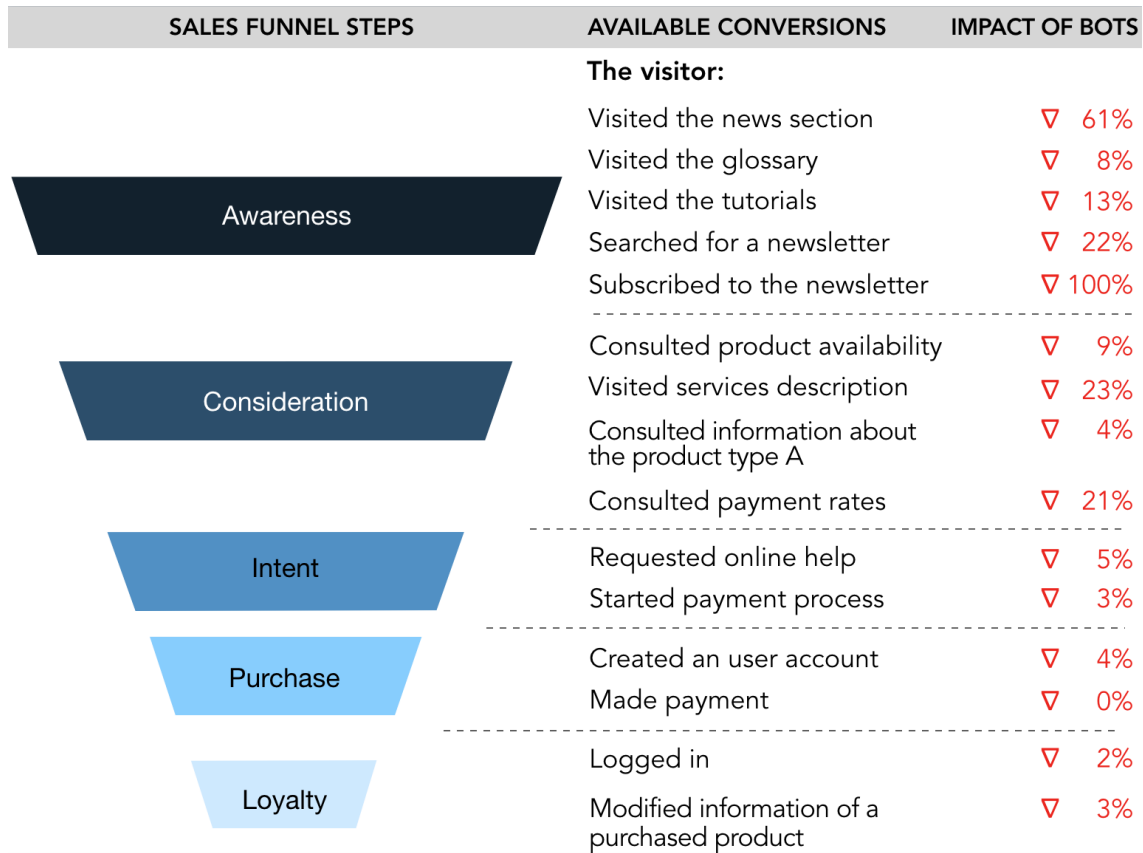 SALES FUNNEL STEPS AVAILABLE CONVERSIONS IMPACT OF BOTS
The visitor:
Visited the news section ∇ 61%
Visited the glossary ∇ 8%
Visited the tutorials ∇ 13%
Awareness
Searched for a newsletter ∇ 22%
Subscribed to the newsletter ∇ 100%
Consulted product availability ∇ 9%
Visited services description ∇ 23%
Consideration
Consulted information about ∇ 4%
the product type A
Consulted payment rates ∇ 21%
Requested online help ∇ 5%
Intent
Started payment process ∇ 3%
Created an user account ∇ 4%
Purchase
Made payment ∇ 0%
Logged in ∇ 2%
Loyalty
Modified information of a ∇ 3%
purchased product